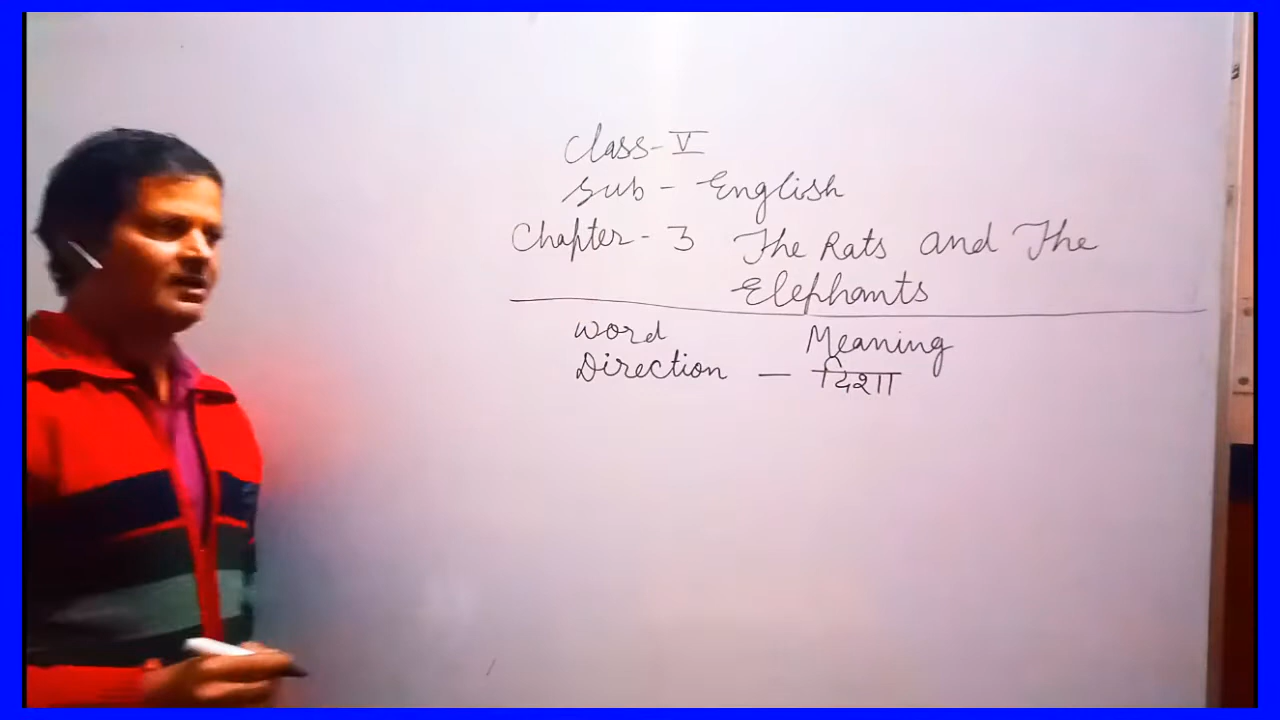 Class-V
Sub - English
Chapter - 3 The Rats and The
Elephants
Word Meaning
Direction — दिशा